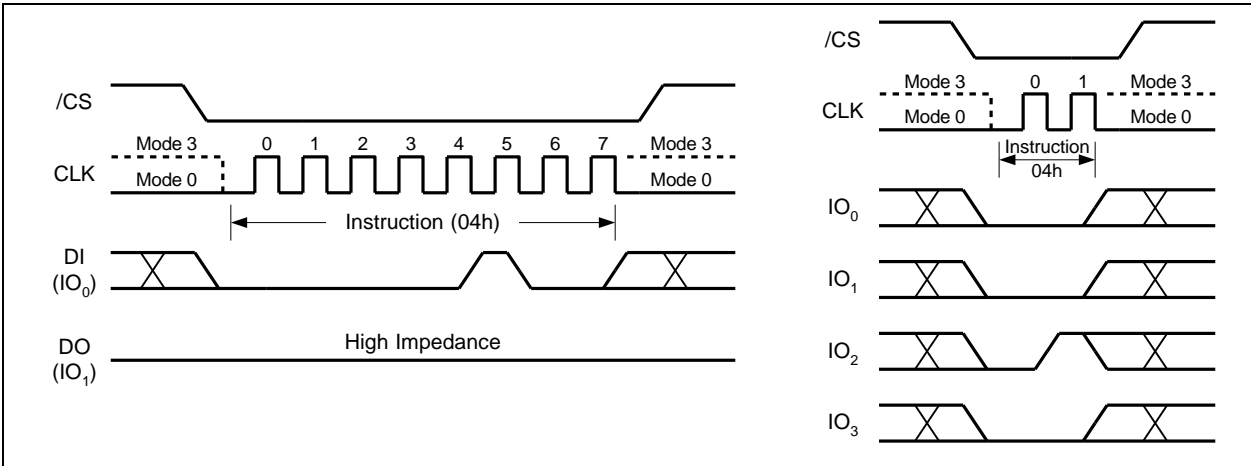 /CS
Mode 3 0 1 2 3 4 5 6 7 Mode 3
CLK
Mode 0 Mode 0
Instruction (04h)
DI
(IO0)
High Impedance
DO
(IO1)
/CS
Mode 3 0 1 Mode 3
CLK
Mode 0 Mode 0
Instruction
04h
IO0
IO1
IO2
IO3